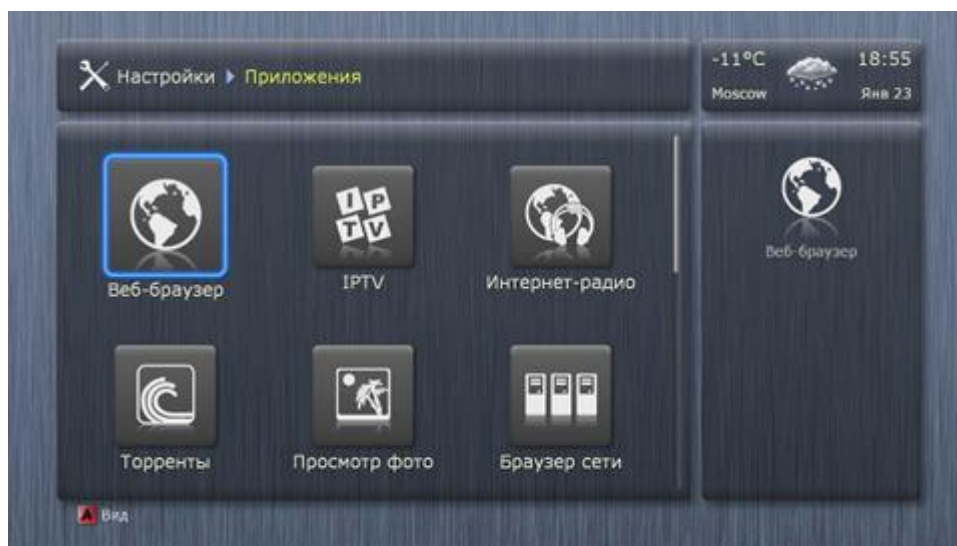 Настройки Приложения
-11°C 18:55
Moscow Янв 23
I P
T V
Веб-браузер IPTV Интернет-радио
Веб-браузер
Торренты Просмотр фото Браузер сети
A Вид